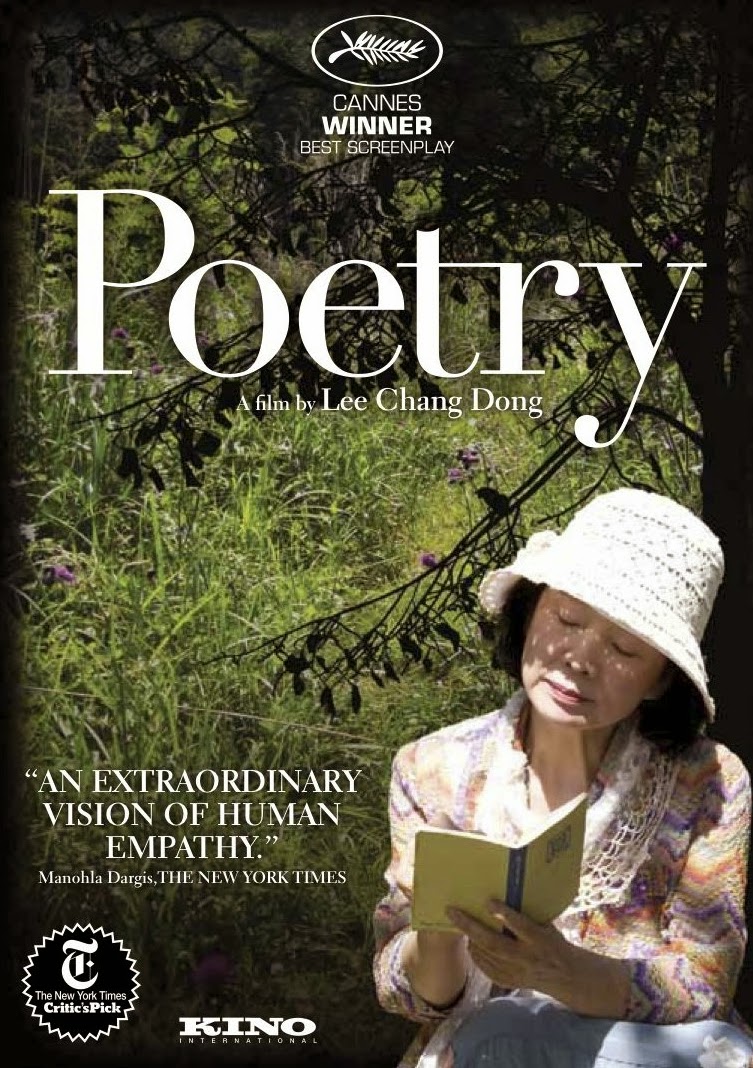 CANNES
WINNER
BEST SCREENPLAY
Poetry
A film by Lee Chang Dong
“AN EXTRAORDINARY
VISION OF HUMAN
EMPATHY.”
Manohla Dargis,THE NEW YORK TIMES
T
The New York Times
Critic'sPick
KINO
INTERNATIONAL